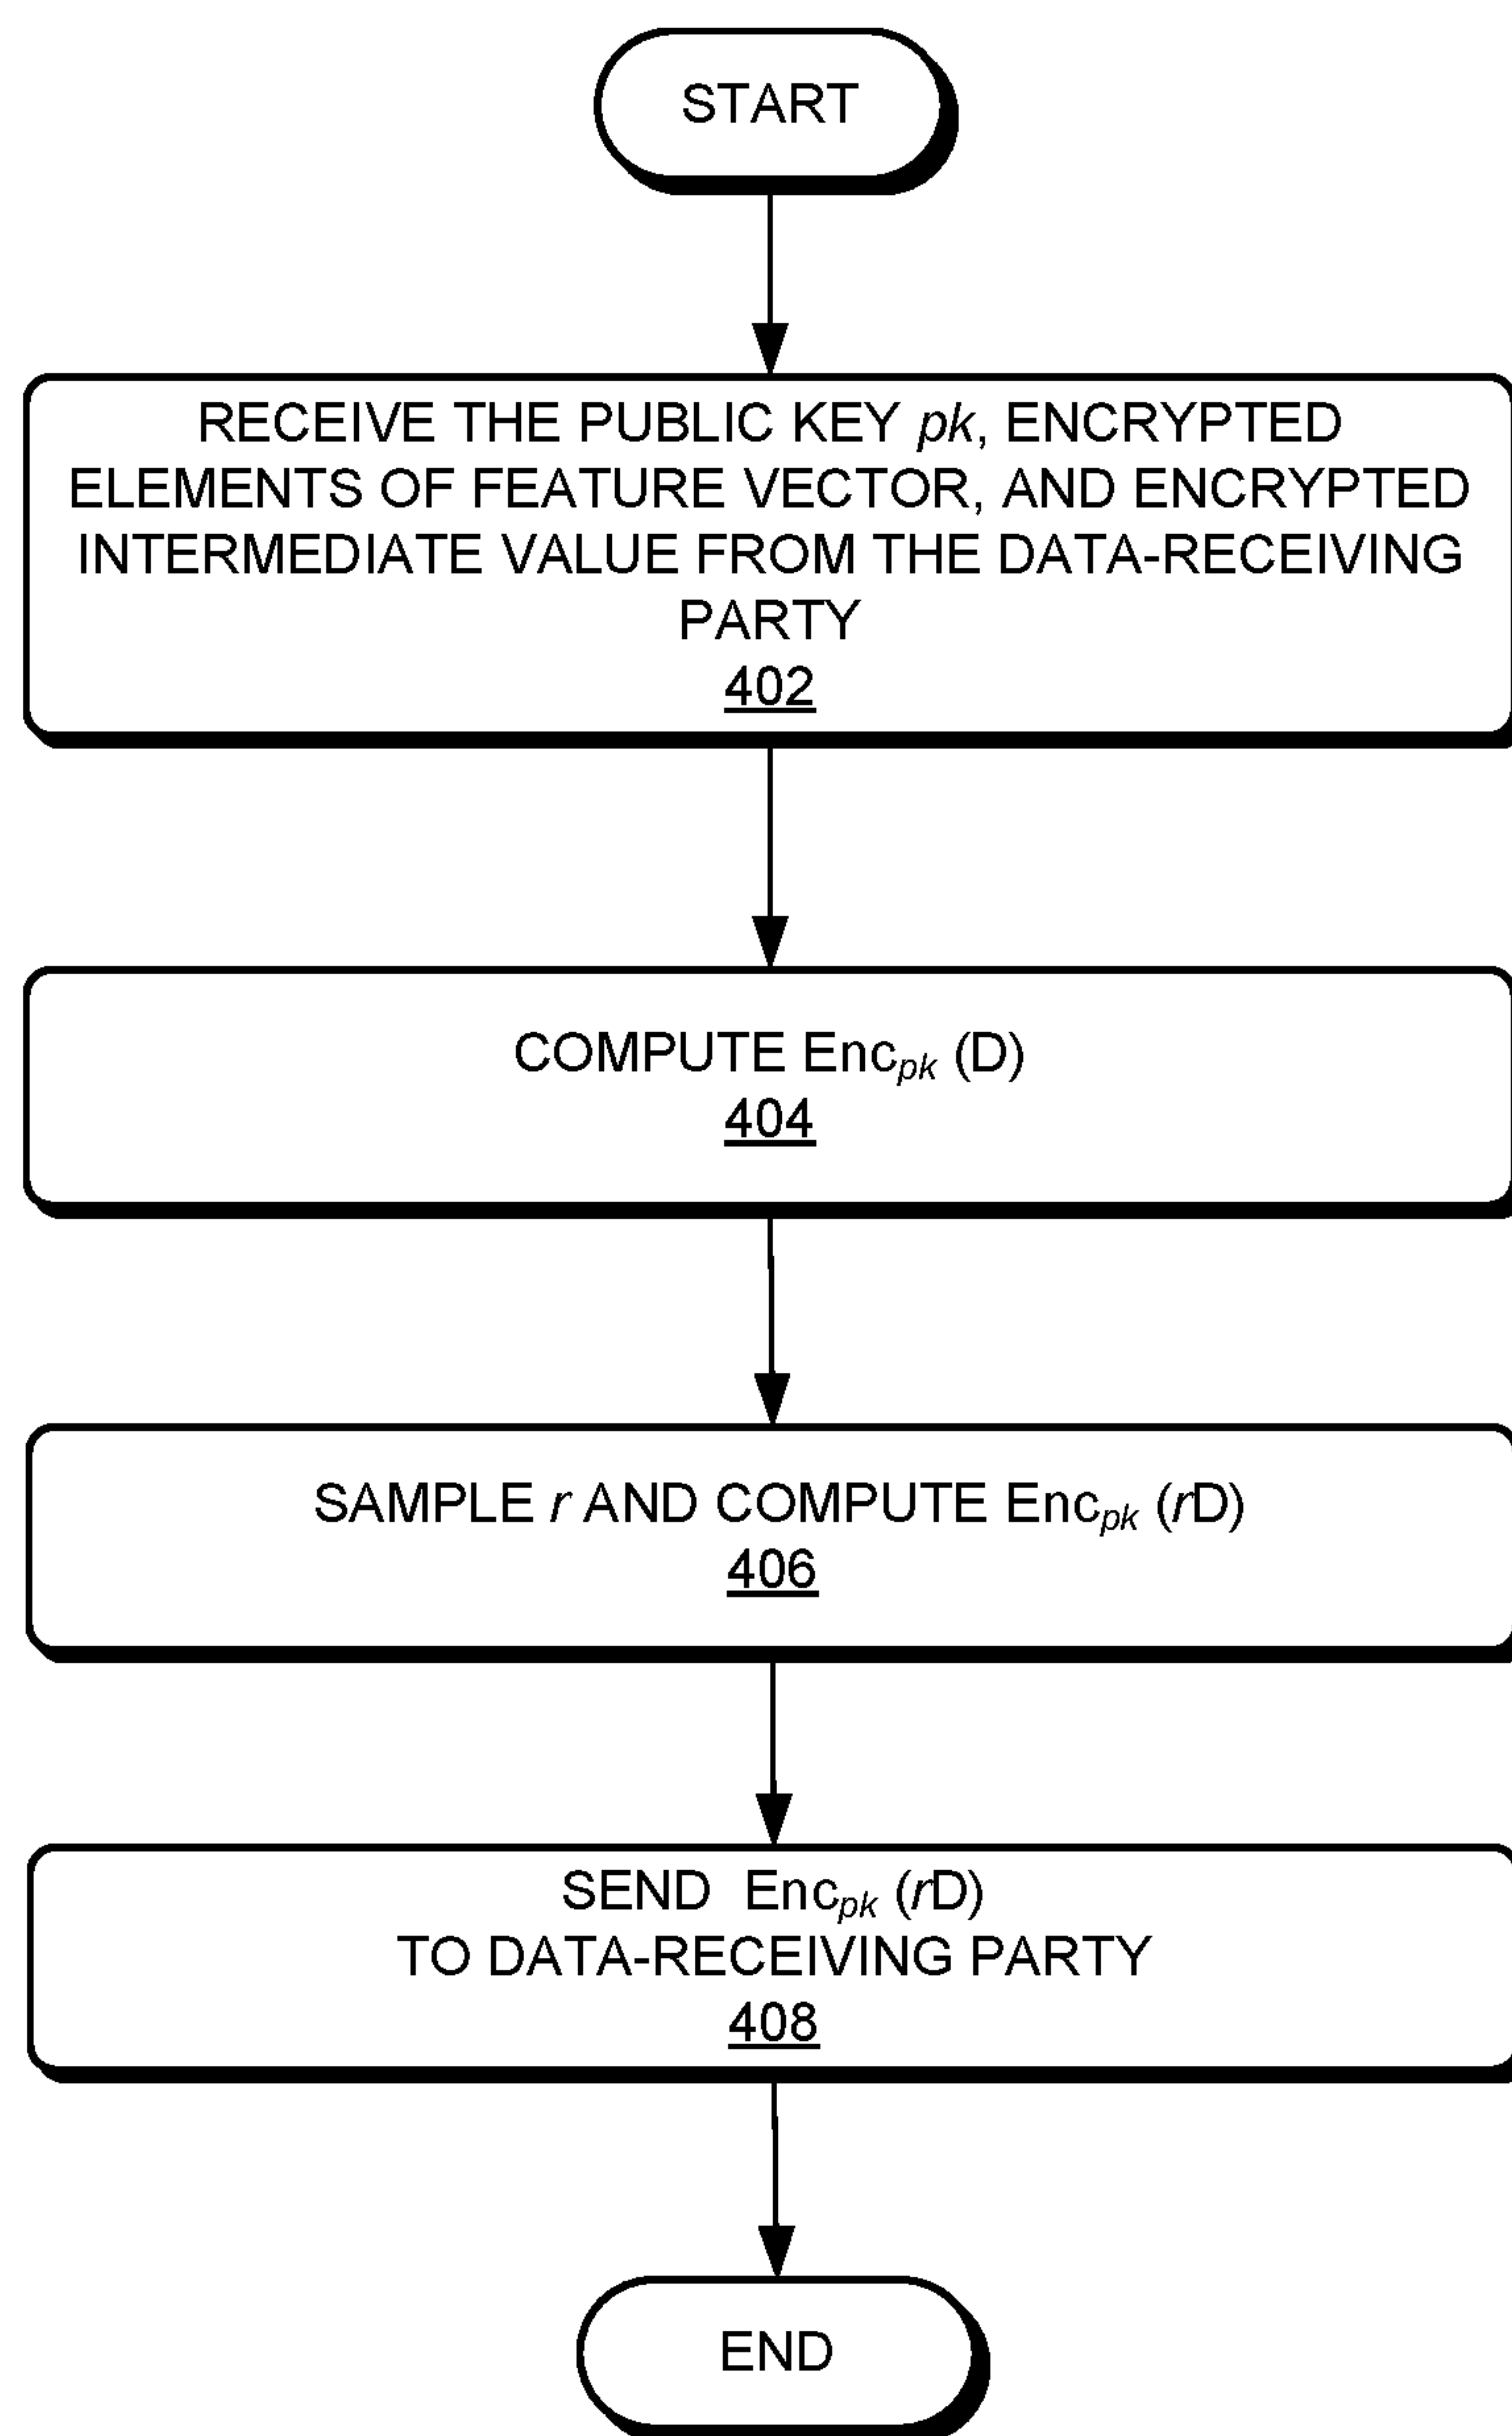 START
RECEIVE THE PUBLIC KEY pk, ENCRYPTED
ELEMENTS OF FEATURE VECTOR, AND ENCRYPTED
INTERMEDIATE VALUE FROM THE DATA-RECEIVING
PARTY
402
COMPUTE Encpk (D)
404
SAMPLE r AND COMPUTE Encpk (rD)
406
SEND Encpk (rD)
TO DATA-RECEIVING PARTY
408
END